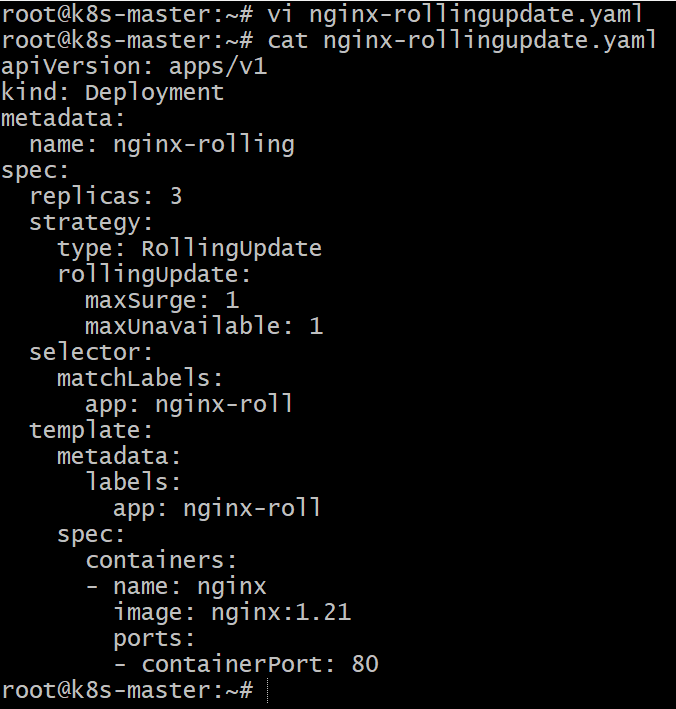 root@k8s-master:~# vi nginx-rollingupdate.yaml
root@k8s-master:~# cat nginx-rollingupdate.yaml
apiVersion: apps/v1
kind: Deployment
metadata:
  name: nginx-rolling
spec:
  replicas: 3
  strategy:
    type: RollingUpdate
    rollingUpdate:
      maxSurge: 1
      maxUnavailable: 1
  selector:
    matchLabels:
      app: nginx-roll
  template:
    metadata:
      labels:
        app: nginx-roll
    spec:
      containers:
      - name: nginx
        image: nginx:1.21
        ports:
        - containerPort: 80
root@k8s-master:~#